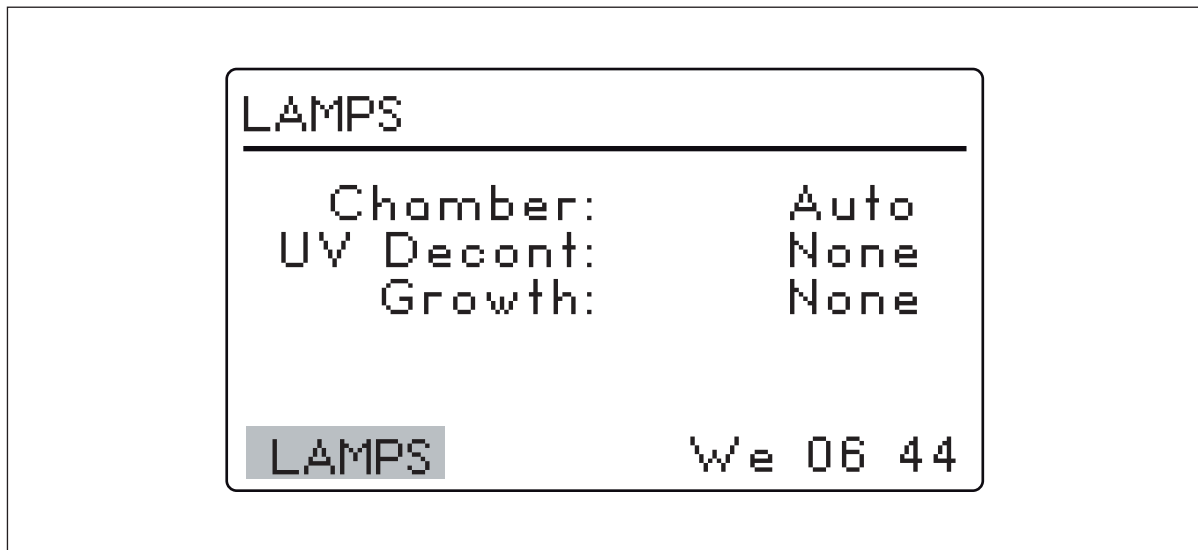 LAMPS
Chamber: Auto
UV Decont: None
Growth: None
LAMPS We 06 44